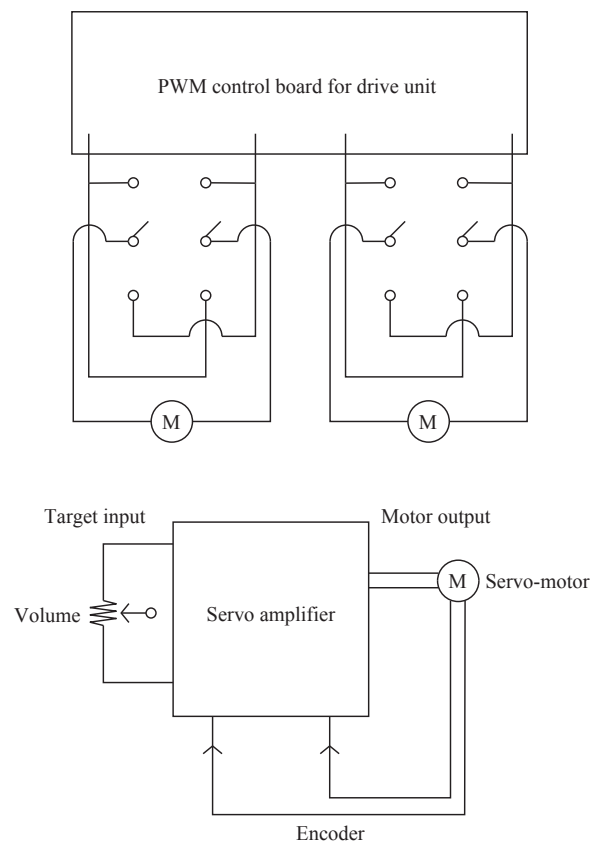 PWM control board for drive unit
M
M
Target input
Motor output
M
Servo-motor
Volume
Servo amplifier
Encoder